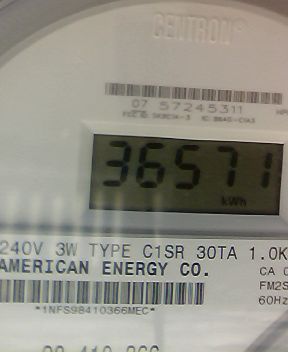 CENTRON®
07 57245311
36571
kWh
240V 3W TYPE C1SR 30TA 1.0K
AMERICAN ENERGY CO.
CA
FM2S
60Hz
*1NFS98410366MEC*